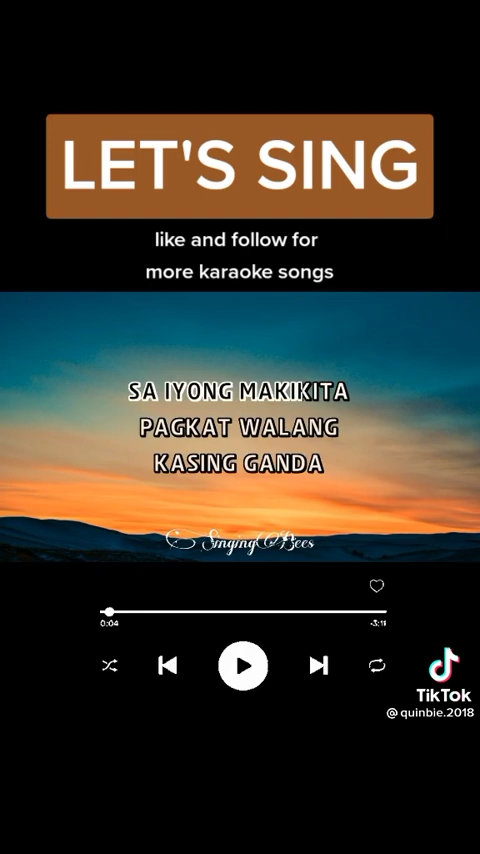 LET'S SING
like and follow for
more karaoke songs
SA IYONG MAKIKITA
PAGKAT WALANG
KASING GANDA
SingingBees
0:04
-3:11
TikTok
@quinbie.2018